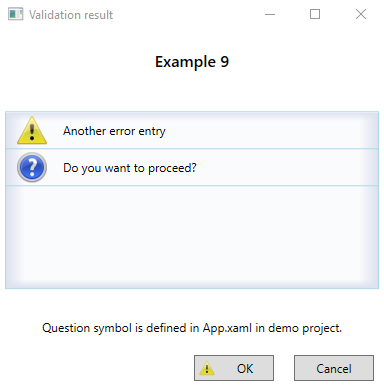 Validation result
Example 9
Another error entry
Do you want to proceed?
Question symbol is defined in App.xaml in demo project.
OK
Cancel